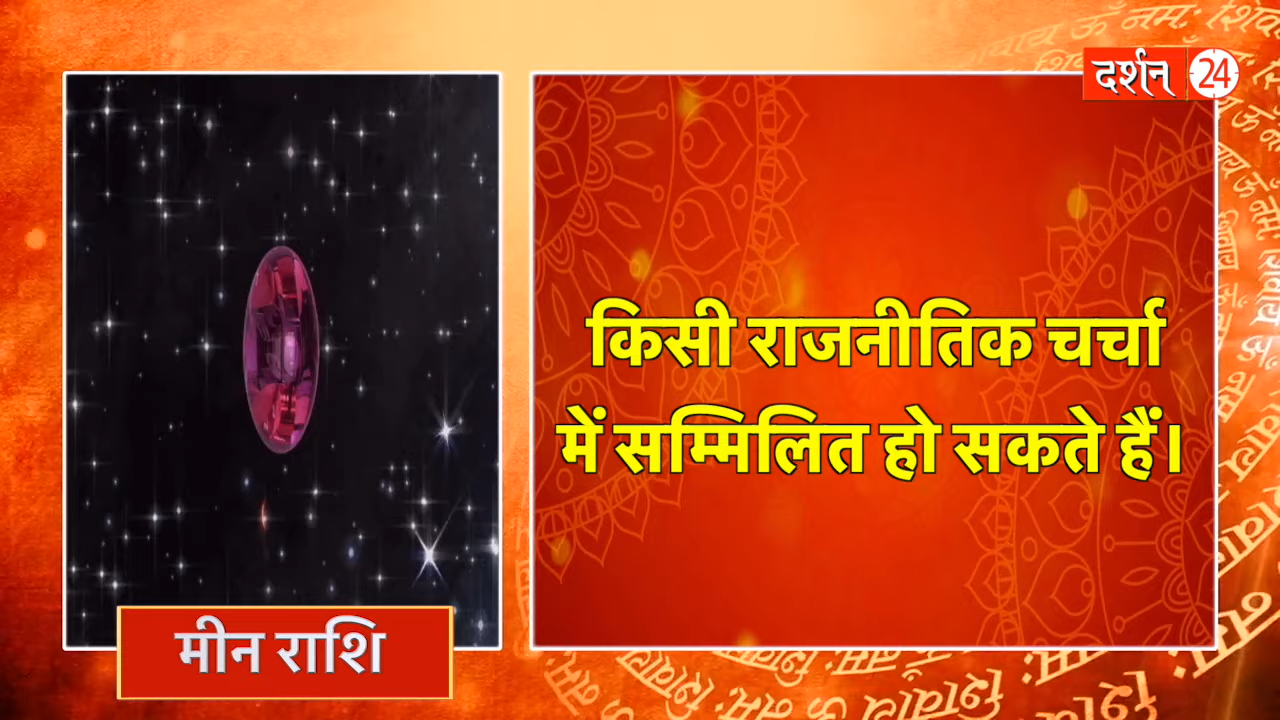 दर्शन 24
किसी राजनीतिक चर्चा
में सम्मिलित हो सकते हैं।
मीन राशि